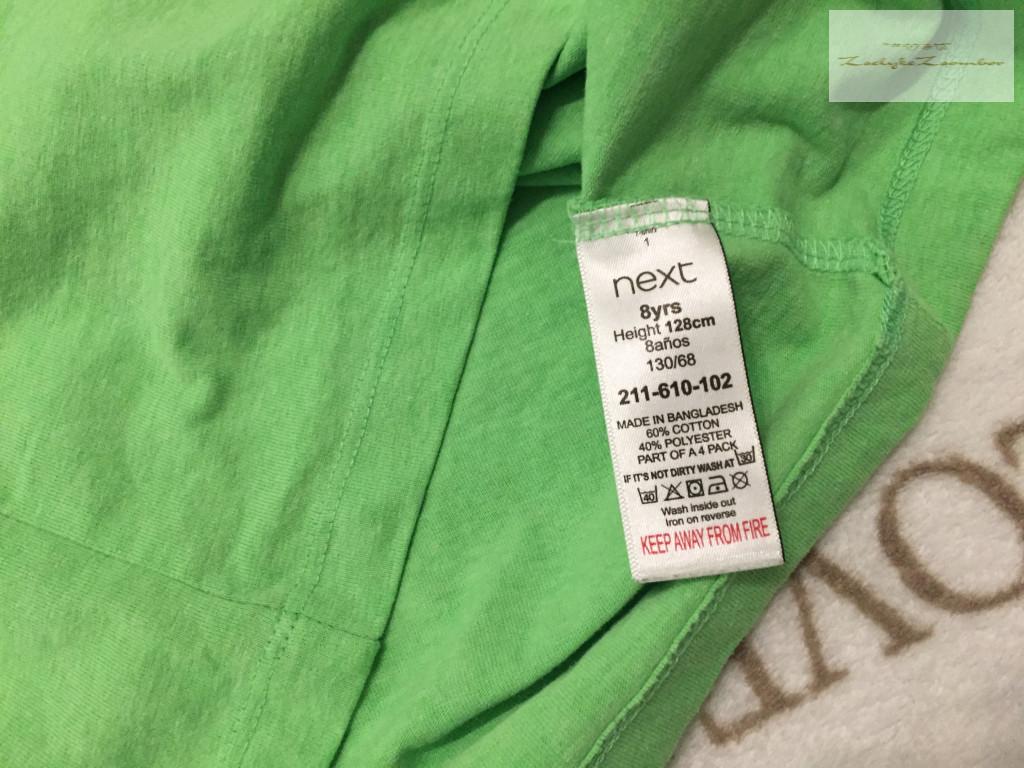 1
next
8yrs
Height 128cm
8años
130/68
211-610-102
MADE IN BANGLADESH
60% COTTON
40% POLYESTER
PART OF A 4 PACK
IF IT'S NOT DIRTY WASH AT 30
40
Wash inside out
Iron on reverse
KEEP AWAY FROM FIRE